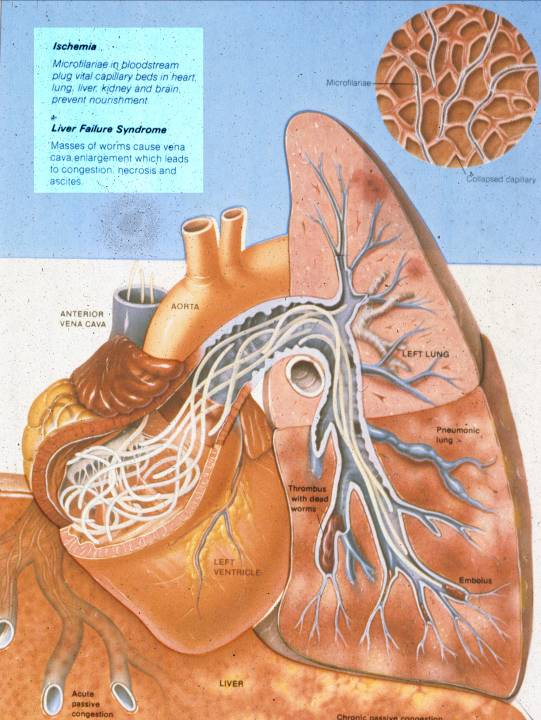 Ischemia
Microfilariae in bloodstream
plug vital capillary beds in heart,
lung, liver, kidney and brain,
prevent nourishment.
Liver Failure Syndrome
Masses of worms cause vena
cava enlargement which leads
to congestion, necrosis and
ascites.
Microfilariae
Collapsed capillary
AORTA
ANTERIOR
VENA CAVA
LEFT LUNG
Pneumonic
lung
Thrombus
with dead
worms
LEFT
VENTRICLE
Embolus
LIVER
Acute
passive
congestion
Chronic passive congestion